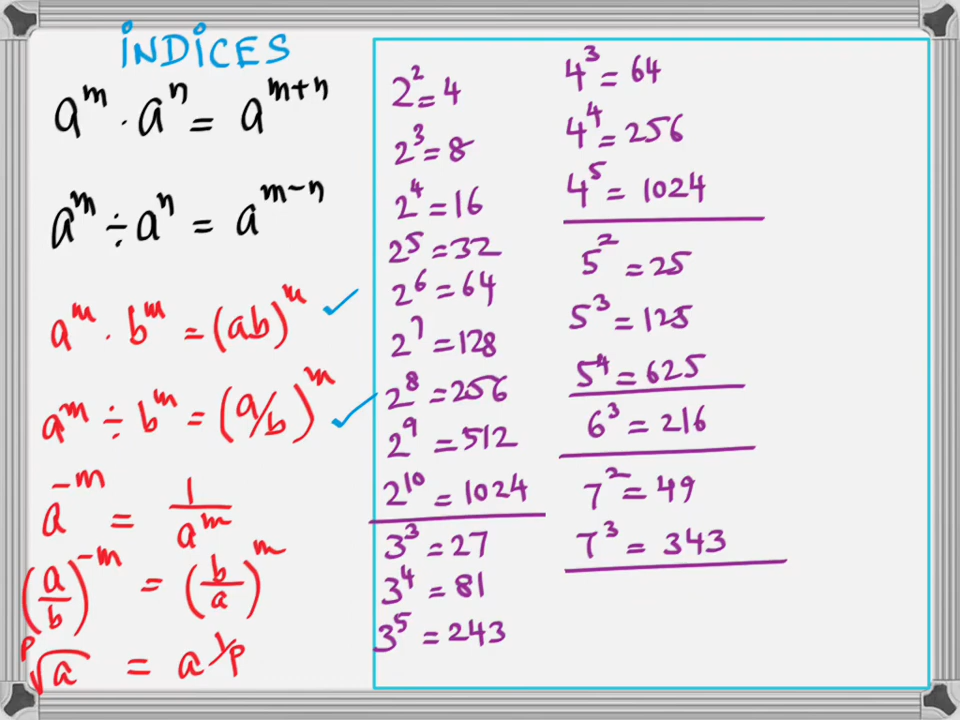 INDICES
a^m . a^n = a^(m+n)
a^m ÷ a^n = a^(m-n)
a^m . b^m = (ab)^m ✓
a^m ÷ b^m = (a/b)^m ✓
a^(-m) = 1/a^m
(a/b)^(-m) = (b/a)^m
ᵖ√a = a^(1/p)
2^2 = 4
2^3 = 8
2^4 = 16
2^5 = 32
2^6 = 64
2^7 = 128
2^8 = 256
2^9 = 512
2^10 = 1024
3^3 = 27
3^4 = 81
3^5 = 243
4^3 = 64
4^4 = 256
4^5 = 1024
5^2 = 25
5^3 = 125
5^4 = 625
6^3 = 216
7^2 = 49
7^3 = 343